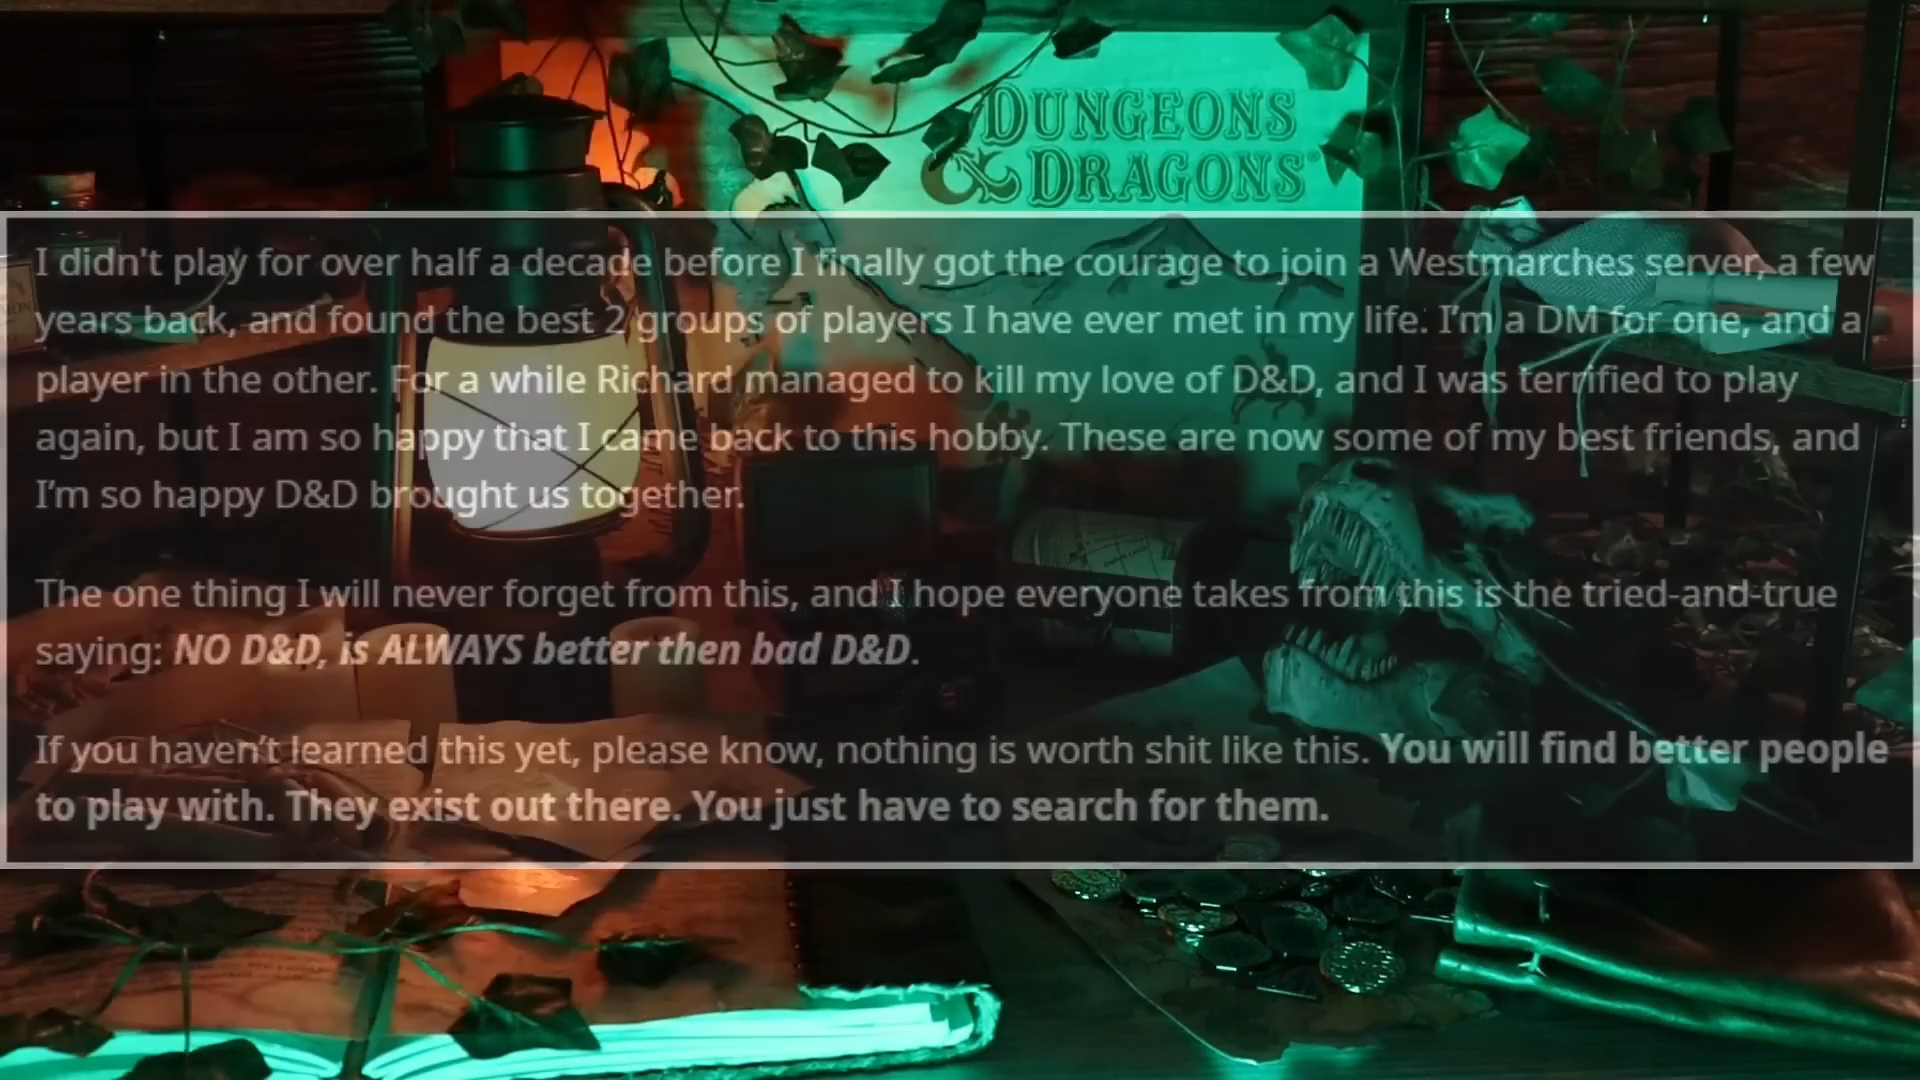 DUNGEONS
& DRAGONS®
I didn't play for over half a decade before I finally got the courage to join a Westmarches server, a few
years back, and found the best 2 groups of players I have ever met in my life. I'm a DM for one, and a
player in the other. For a while Richard managed to kill my love of D&D, and I was terrified to play
again, but I am so happy that I came back to this hobby. These are now some of my best friends, and
I'm so happy D&D brought us together.
The one thing I will never forget from this, and I hope everyone takes from this is the tried-and-true
saying: NO D&D, is ALWAYS better then bad D&D.
If you haven't learned this yet, please know, nothing is worth shit like this. You will find better people
to play with. They exist out there. You just have to search for them.